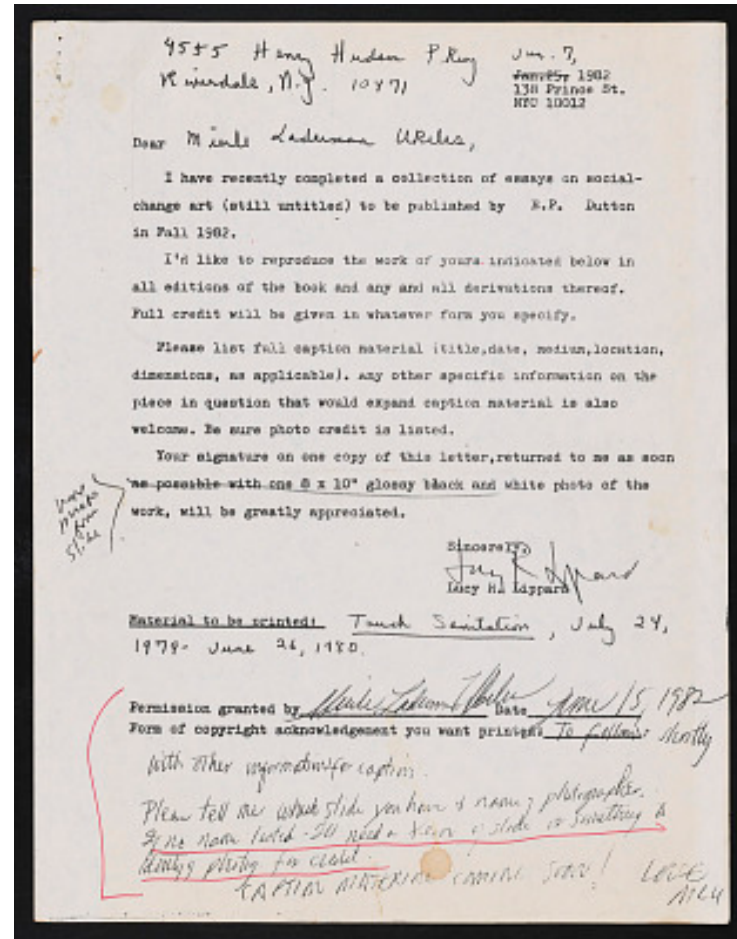 4555 Henry Hudson Pkwy Jun. 7,
Riverdale, N.Y. 10471 Jan. 25, 1982
138 Prince St.
NYC 10012
Dear Mierle Laderman Ukeles,
I have recently completed a collection of essays on social-
change art (still untitled) to be published by E.P. Dutton
in Fall 1982.
I'd like to reproduce the work of yours indicated below in
all editions of the book and any and all derivations thereof.
Full credit will be given in whatever form you specify.
Please list full caption material (title,date, medium,location,
dimensions, as applicable). Any other specific information on the
piece in question that would expand caption material is also
welcome. Be sure photo credit is listed.
Your signature on one copy of this letter,returned to me as soon
as possible with one 8 x 10" glossy black and white photo of the
work, will be greatly appreciated.
have
photo
from
slide
Sincerely,
Lucy R Lippard
Lucy R. Lippard
Material to be printed: Touch Sanitation, July 24,
1979- June 26, 1980.
Permission granted by Mierle Laderman Ukeles Date June 15, 1982
Form of copyright acknowledgement you want printed: To follow shortly
with other information for caption.
Please tell me which slide you have & name of photographer.
If no name listed - I'll need a Xerox of slide or something to
identify photog for credit.
CAPTION MATERIAL COMING SOON! LOVE
MLU